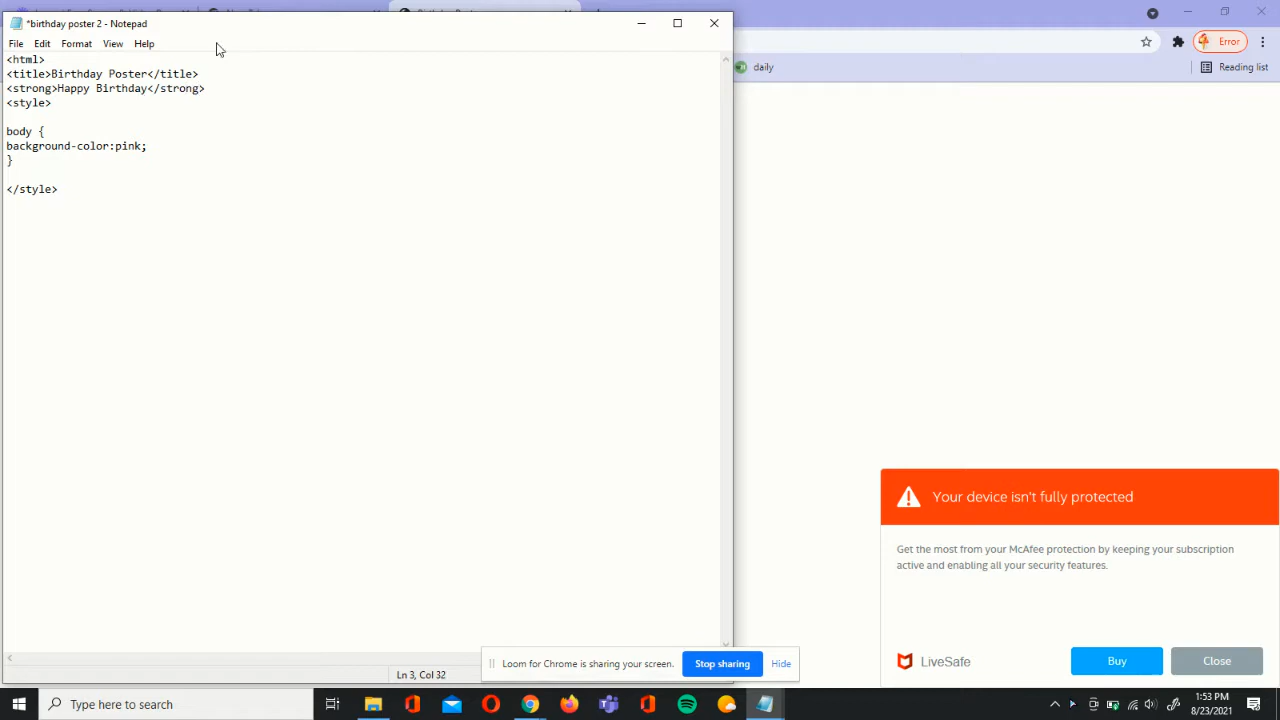 *birthday poster 2 - Notepad
File Edit Format View Help
<html>
<title>Birthday Poster</title>
<strong>Happy Birthday</strong>
<style>
body {
background-color:pink;
}
</style>
Ln 3, Col 32
Error
daily
Reading list
Your device isn't fully protected
Get the most from your McAfee protection by keeping your subscription
active and enabling all your security features.
LiveSafe
Buy
Close
Loom for Chrome is sharing your screen.
Stop sharing
Hide
Type here to search
1:53 PM
8/23/2021